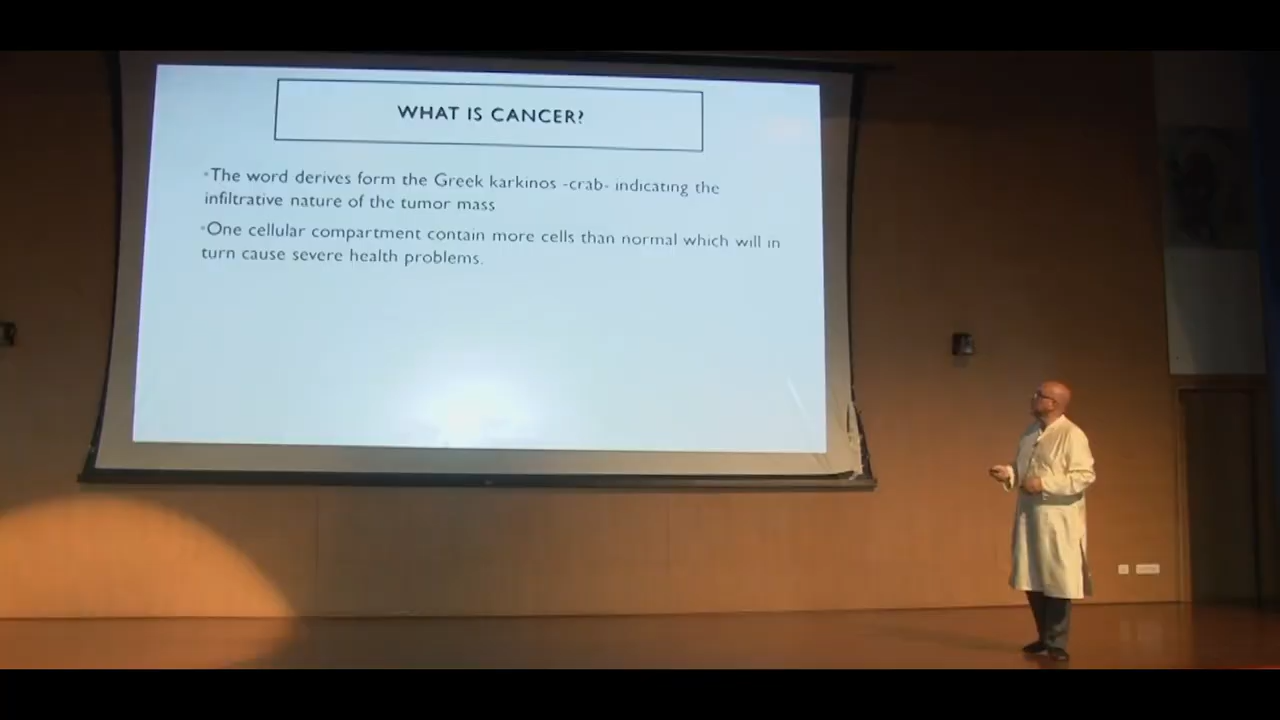 WHAT IS CANCER?
•The word derives form the Greek karkinos -crab- indicating the
infiltrative nature of the tumor mass
•One cellular compartment contain more cells than normal which will in
turn cause severe health problems.